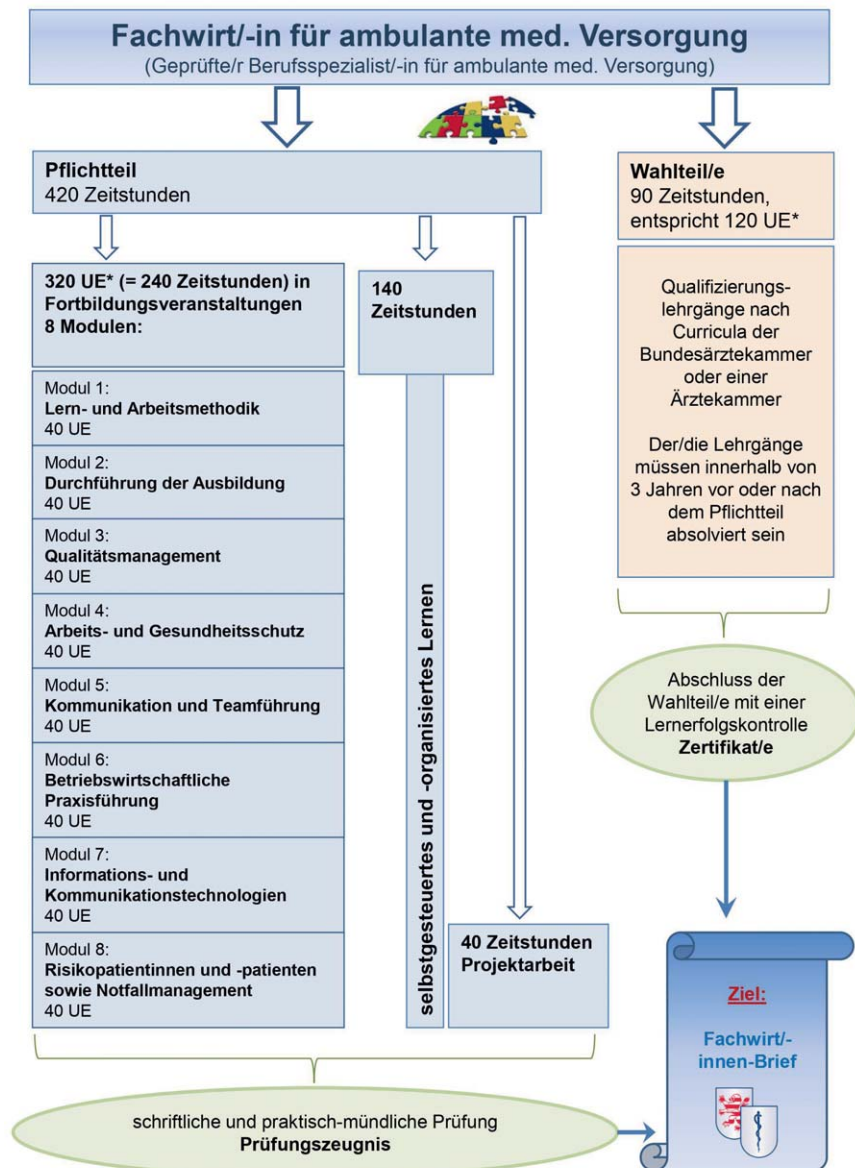 Fachwirt/-in für ambulante med. Versorgung
(Geprüfte/r Berufsspezialist/-in für ambulante med. Versorgung)
Pflichtteil
420 Zeitstunden
320 UE* (= 240 Zeitstunden) in
Fortbildungsveranstaltungen
8 Modulen:
Modul 1:
Lern- und Arbeitsmethodik
40 UE
Modul 2:
Durchführung der Ausbildung
40 UE
Modul 3:
Qualitätsmanagement
40 UE
Modul 4:
Arbeits- und Gesundheitsschutz
40 UE
Modul 5:
Kommunikation und Teamführung
40 UE
Modul 6:
Betriebswirtschaftliche
Praxisführung
40 UE
Modul 7:
Informations- und
Kommunikationstechnologien
40 UE
Modul 8:
Risikopatientinnen und -patienten
sowie Notfallmanagement
40 UE
140
Zeitstunden
selbstgesteuertes und -organisiertes Lernen
40 Zeitstunden
Projektarbeit
schriftliche und praktisch-mündliche Prüfung
Prüfungszeugnis
Wahlteil/e
90 Zeitstunden,
entspricht 120 UE*
Qualifizierungs-
lehrgänge nach
Curricula der
Bundesärztekammer
oder einer
Ärztekammer
Der/die Lehrgänge
müssen innerhalb von
3 Jahren vor oder nach
dem Pflichtteil
absolviert sein
Abschluss der
Wahlteil/e mit einer
Lernerfolgskontrolle
Zertifikat/e
Ziel:
Fachwirt/-
innen-Brief